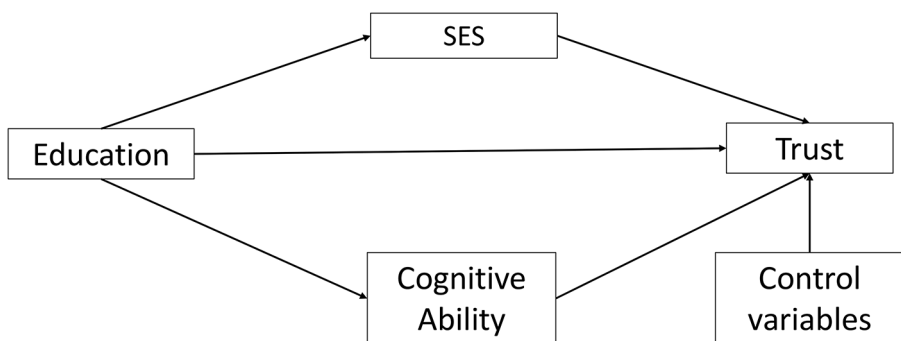 SES
Education
Trust
Cognitive
Ability
Control
variables